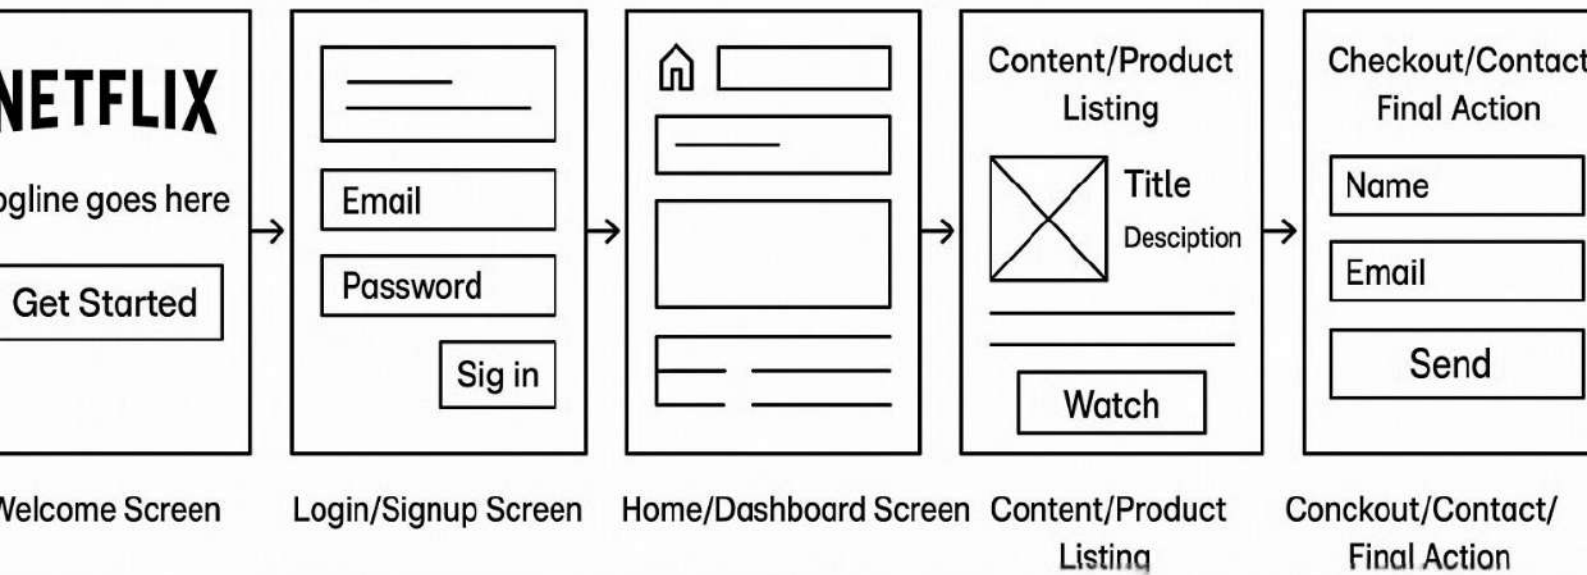 NETFLIX
ogline goes here
Get Started
Welcome Screen
Email
Password
Sig in
Login/Signup Screen
Home/Dashboard Screen
Content/Product
Listing
Title
Desciption
Watch
Content/Product
Listing
Checkout/Contact
Final Action
Name
Email
Send
Conckout/Contact/
Final Action